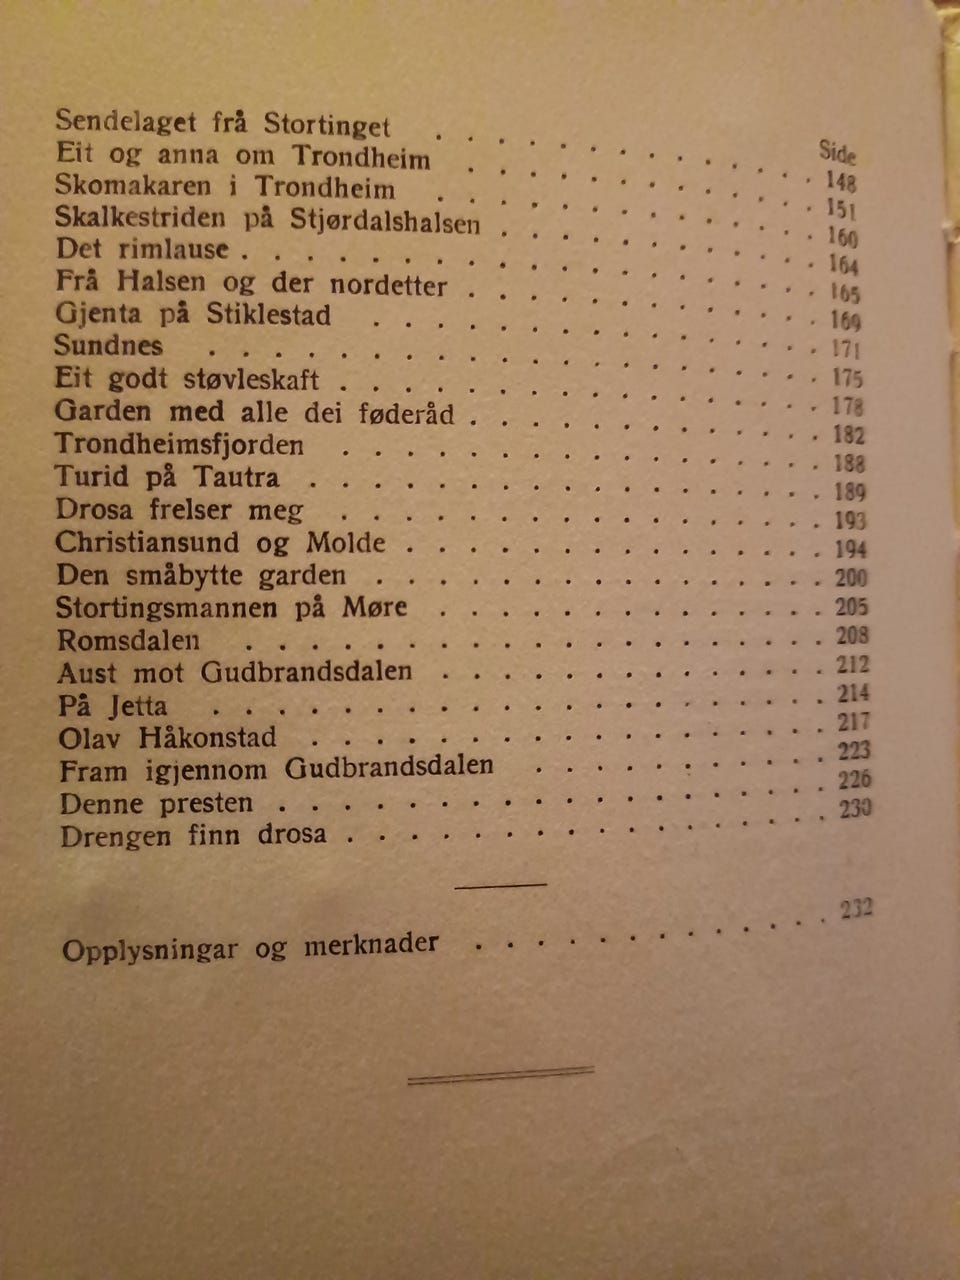 Side
Sendelaget frå Stortinget . . . . . . . . . . . . . 148
Eit og anna om Trondheim . . . . . . . . . . . . 151
Skomakaren i Trondheim . . . . . . . . . . . . . 160
Skalkestriden på Stjørdalshalsen . . . . . . . . . . . 164
Det rimlause . . . . . . . . . . . . . . . . . . . 165
Frå Halsen og der nordetter . . . . . . . . . . . . 169
Gjenta på Stiklestad . . . . . . . . . . . . . . . 171
Sundnes . . . . . . . . . . . . . . . . . . . . 175
Eit godt støvleskaft . . . . . . . . . . . . . . . . 178
Garden med alle dei føderåd . . . . . . . . . . . . 182
Trondheimsfjorden . . . . . . . . . . . . . . . . 188
Turid på Tautra . . . . . . . . . . . . . . . . . 189
Drosa frelser meg . . . . . . . . . . . . . . . . 193
Christiansund og Molde . . . . . . . . . . . . . . 194
Den småbytte garden . . . . . . . . . . . . . . . 200
Stortingsmannen på Møre . . . . . . . . . . . . . 205
Romsdalen . . . . . . . . . . . . . . . . . . . 208
Aust mot Gudbrandsdalen . . . . . . . . . . . . . 212
På Jetta . . . . . . . . . . . . . . . . . . . . 214
Olav Håkonstad . . . . . . . . . . . . . . . . . 217
Fram igjennom Gudbrandsdalen . . . . . . . . . . 223
Denne presten . . . . . . . . . . . . . . . . . . 226
Drengen finn drosa . . . . . . . . . . . . . . . . 230
Opplysningar og merknader . . . . . . . . . . . . 232